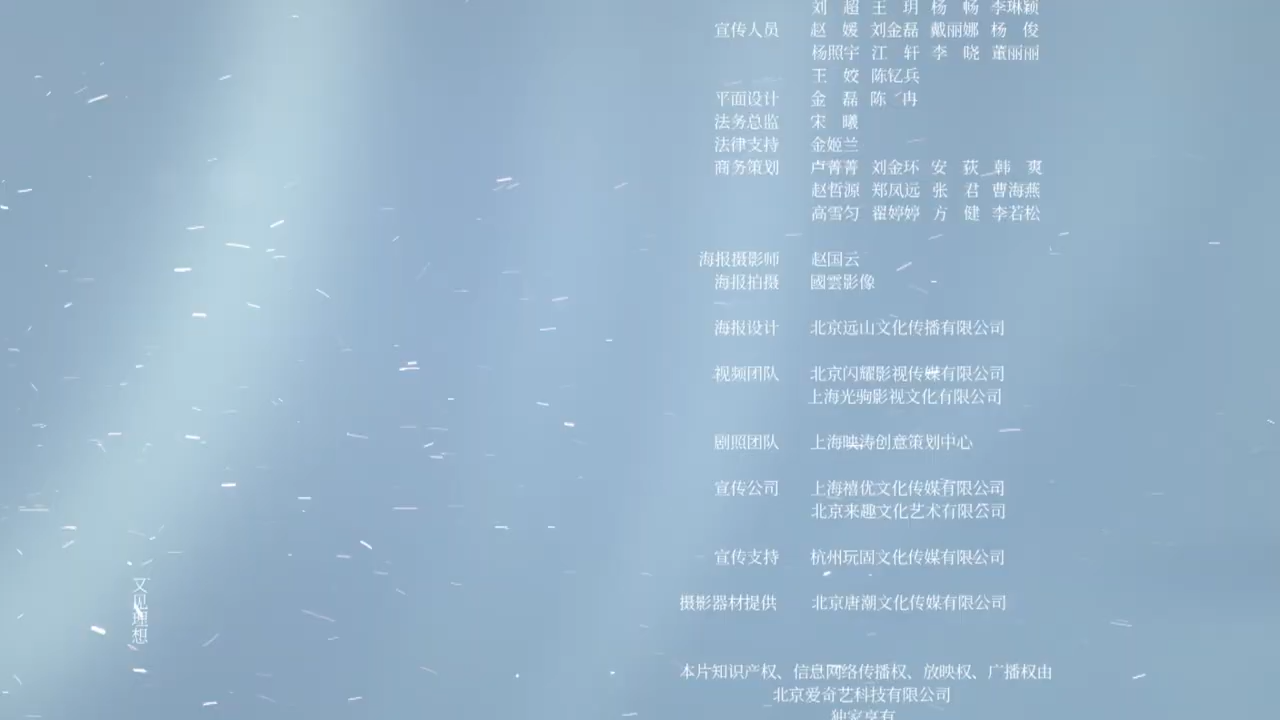 刘 超 王 玥 杨 畅 李琳颖
宣传人员 赵 媛 刘金磊 戴丽娜 杨 俊
杨照宇 江 轩 李 晓 董丽丽
王 姣 陈钇兵
平面设计 金 磊 陈 冉
法务总监 宋 曦
法律支持 金姬兰
商务策划 卢菁菁 刘金环 安 荻 韩 爽
赵哲源 郑凤远 张 君 曹海燕
高雪匀 翟婷婷 方 健 李若松
海报摄影师 赵国云
海报拍摄 國雲影像
海报设计 北京远山文化传播有限公司
视频团队 北京闪耀影视传媒有限公司
上海光驹影视文化有限公司
剧照团队 上海映涛创意策划中心
宣传公司 上海禧优文化传媒有限公司
北京来趣文化艺术有限公司
宣传支持 杭州玩固文化传媒有限公司
摄影器材提供 北京唐潮文化传媒有限公司
本片知识产权、信息网络传播权、放映权、广播权由
北京爱奇艺科技有限公司
独家享有
又见理想